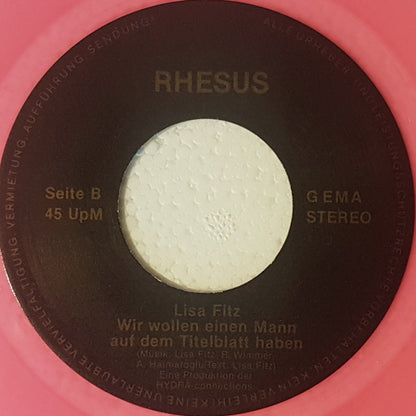 ALLE URHEBER- UND LEISTUNGSSCHUTZRECHTE VORBEHALTEN · KEIN VERLEIH! KEINE UNERLAUBTE VERVIELFÄLTIGUNG, VERMIETUNG, AUFFÜHRUNG, SENDUNG!
RHESUS
Seite B
45 UpM
GEMA
STEREO
Lisa Fitz
Wir wollen einen Mann
auf dem Titelblatt haben
(Musik: Lisa Fitz, R. Wimmer,
A. Text: Lisa Fitz)
Eine Produktion der
HYDRA-connections